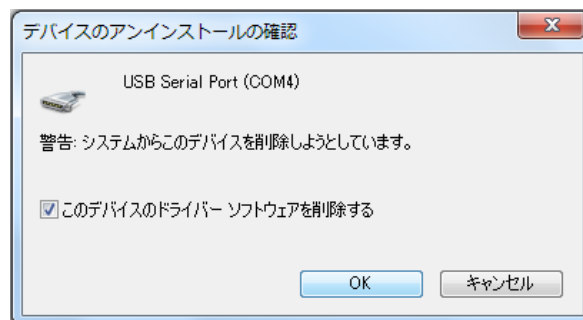 デバイスのアンインストールの確認
USB Serial Port (COM4)
警告: システムからこのデバイスを削除しようとしています。
このデバイスのドライバー ソフトウェアを削除する
OK
キャンセル